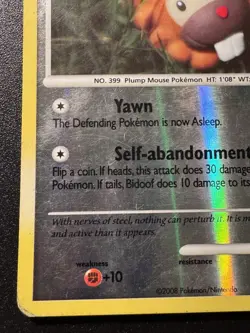 NO. 399 Plump Mouse Pokémon HT: 1'08" W
Yawn
The Defending Pokémon is now Asleep.
Self-abandonment
Flip a coin. If heads, this attack does 30 damage
Pokémon. If tails, Bidoof does 10 damage to its
With nerves of steel, nothing can perturb it. It is m
and active than it appears.
weakness
+10
resistance
©2008 Pokémon/Nintendo